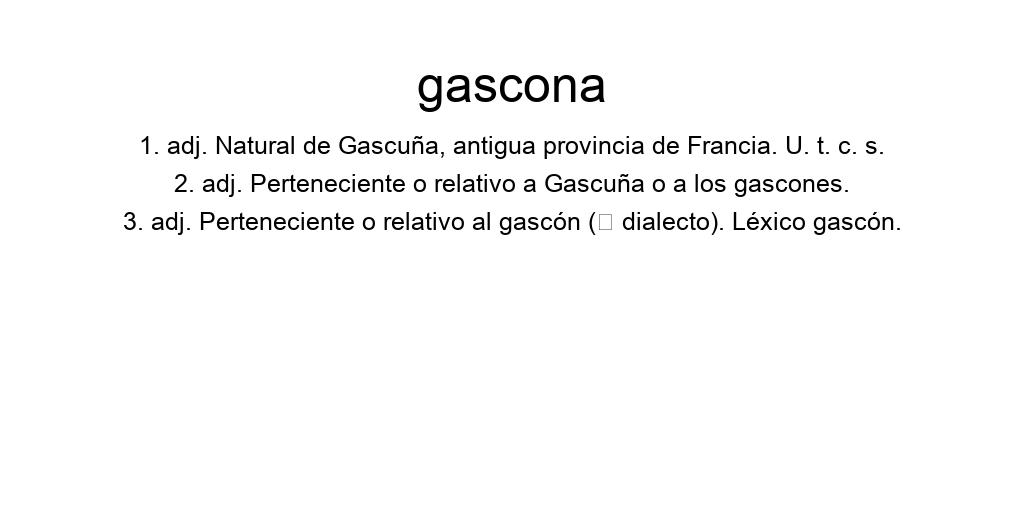 gascona
1. adj. Natural de Gascuña, antigua provincia de Francia. U. t. c. s.
2. adj. Perteneciente o relativo a Gascuña o a los gascones.
3. adj. Perteneciente o relativo al gascón (□ dialecto). Léxico gascón.